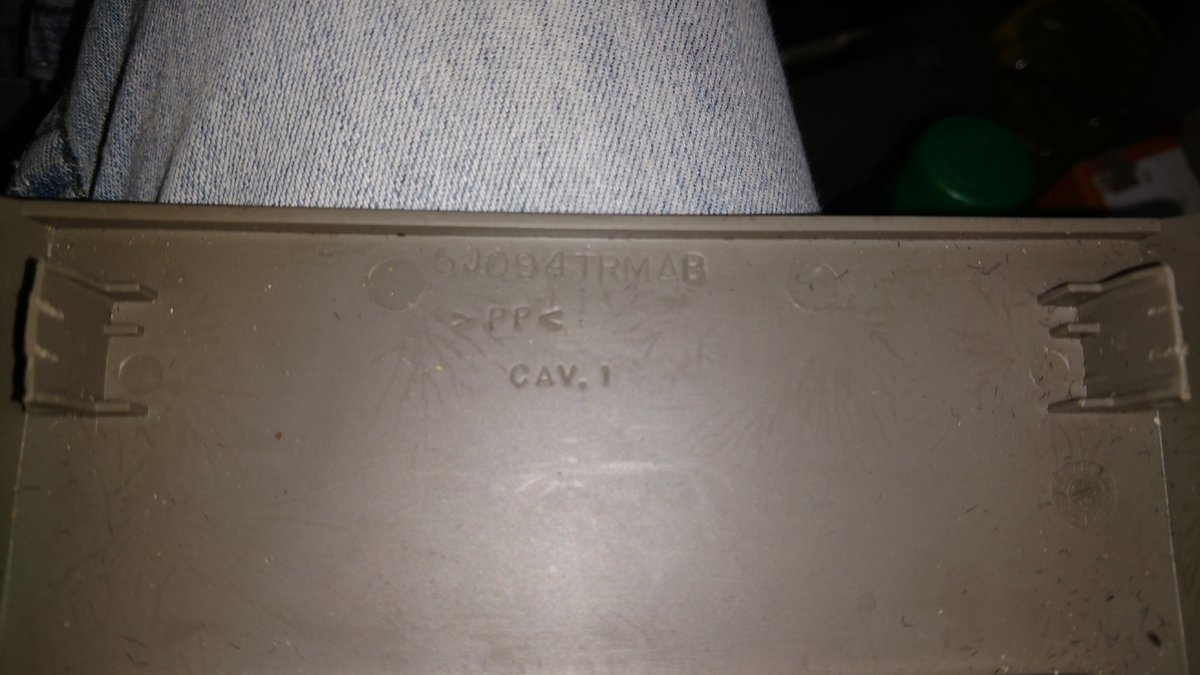 5J094TRMAB
>PP<
CAV. 1